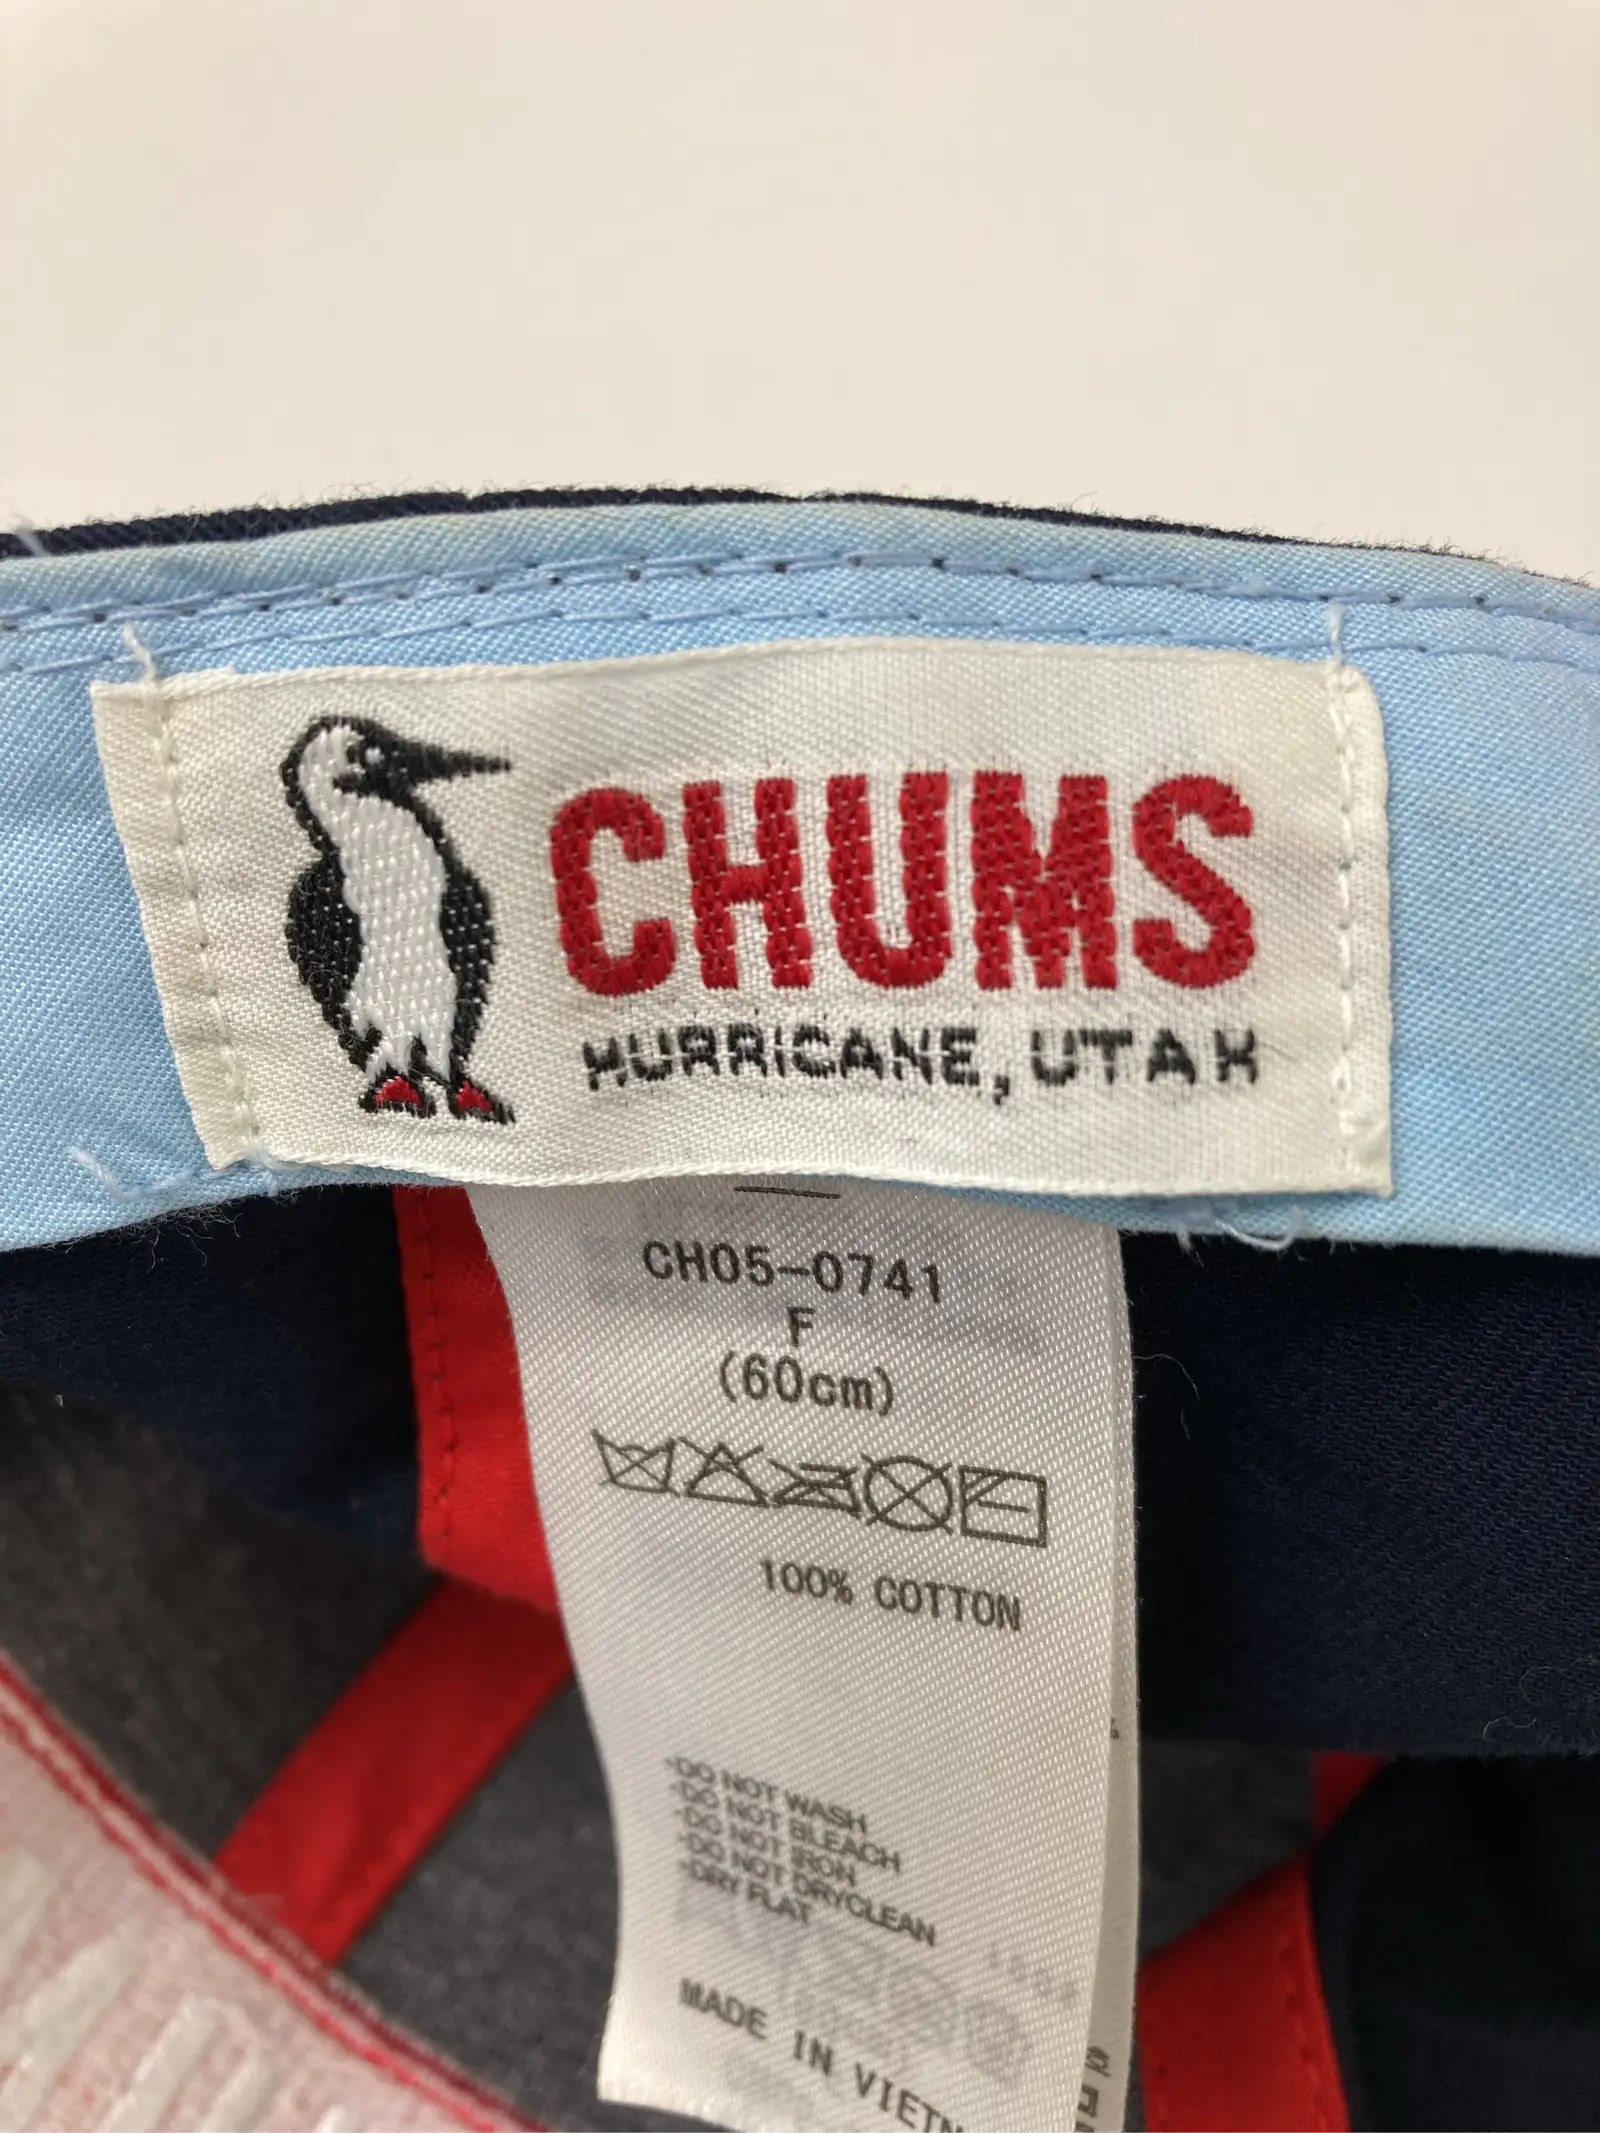 CHUMS
HURRICANE, UTAH
CH05-0741
F
(60cm)
100% COTTON
·DO NOT WASH
·DO NOT BLEACH
·DO NOT IRON
·DO NOT DRYCLEAN
·DRY FLAT
MADE IN VIETN